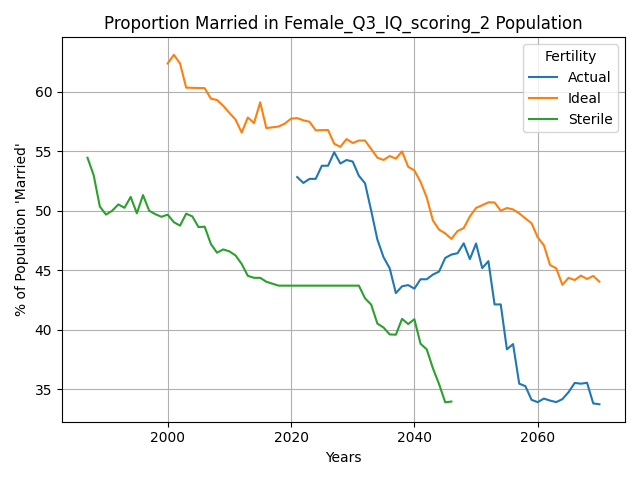 Proportion Married in Female_Q3_IQ_scoring_2 Population
% of Population 'Married'
60
55
50
45
40
35
Fertility
Actual
Ideal
Sterile
2000
2020
2040
2060
Years